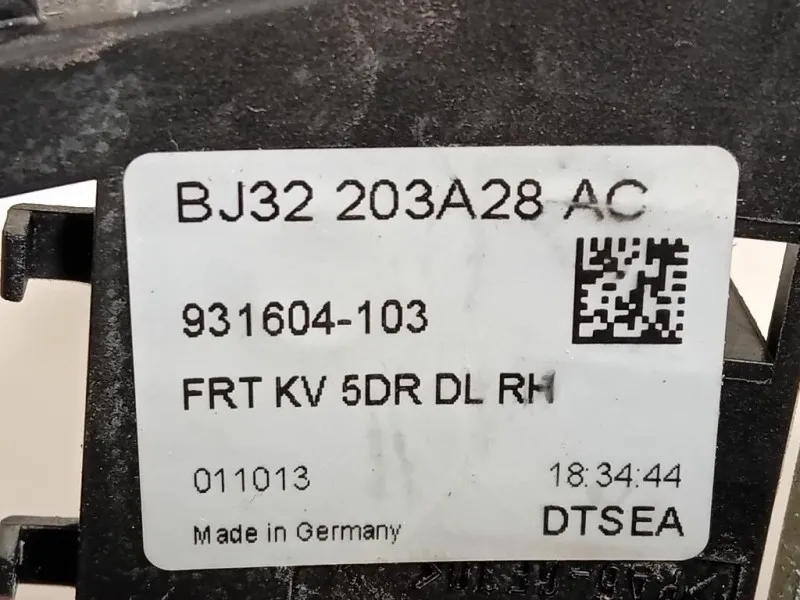 BJ32 203A28 AC
931604-103
FRT KV 5DR DL RH
011013 18:34:44
Made in Germany DTSEA